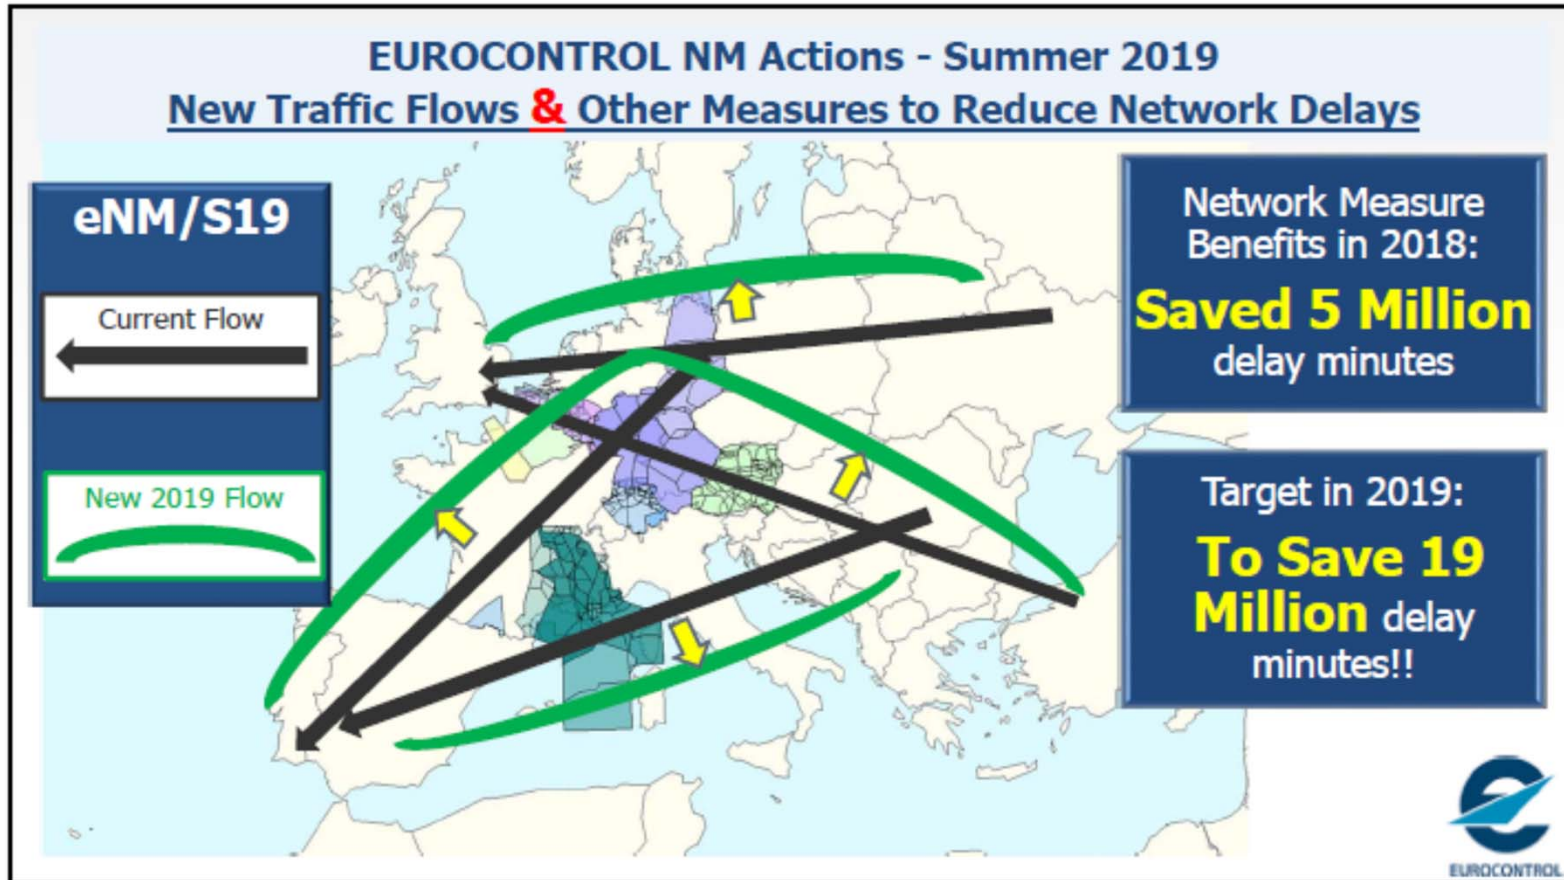 EUROCONTROL NM Actions - Summer 2019
New Traffic Flows & Other Measures to Reduce Network Delays
eNM/S19
Current Flow
New 2019 Flow
Network Measure
Benefits in 2018:
Saved 5 Million
delay minutes
Target in 2019:
To Save 19
Million delay
minutes!!
EUROCONTROL